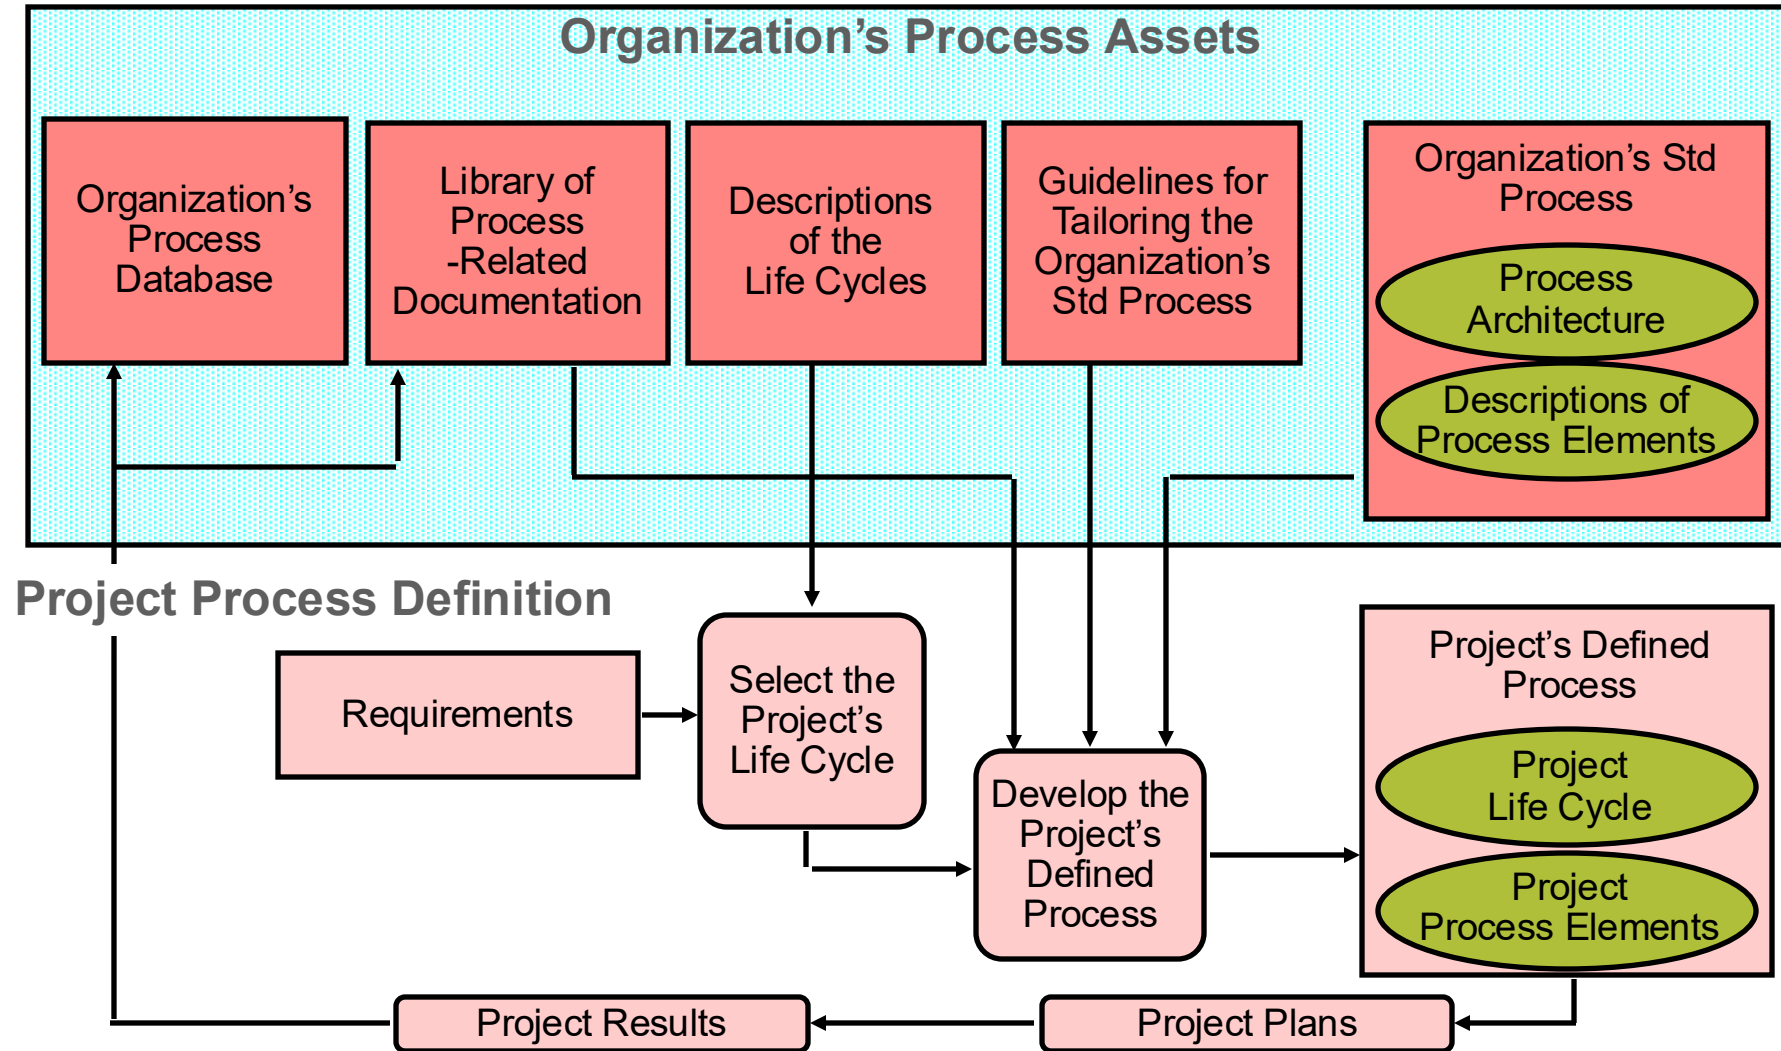 Organization’s Process Assets
Organization’s
Process
Database
Library of
Process
-Related
Documentation
Descriptions
of the
Life Cycles
Guidelines for
Tailoring the
Organization’s
Std Process
Organization’s Std
Process
Process
Architecture
Descriptions of
Process Elements
Project Process Definition
Requirements
Select the
Project’s
Life Cycle
Develop the
Project’s
Defined
Process
Project’s Defined
Process
Project
Life Cycle
Project
Process Elements
Project Results
Project Plans